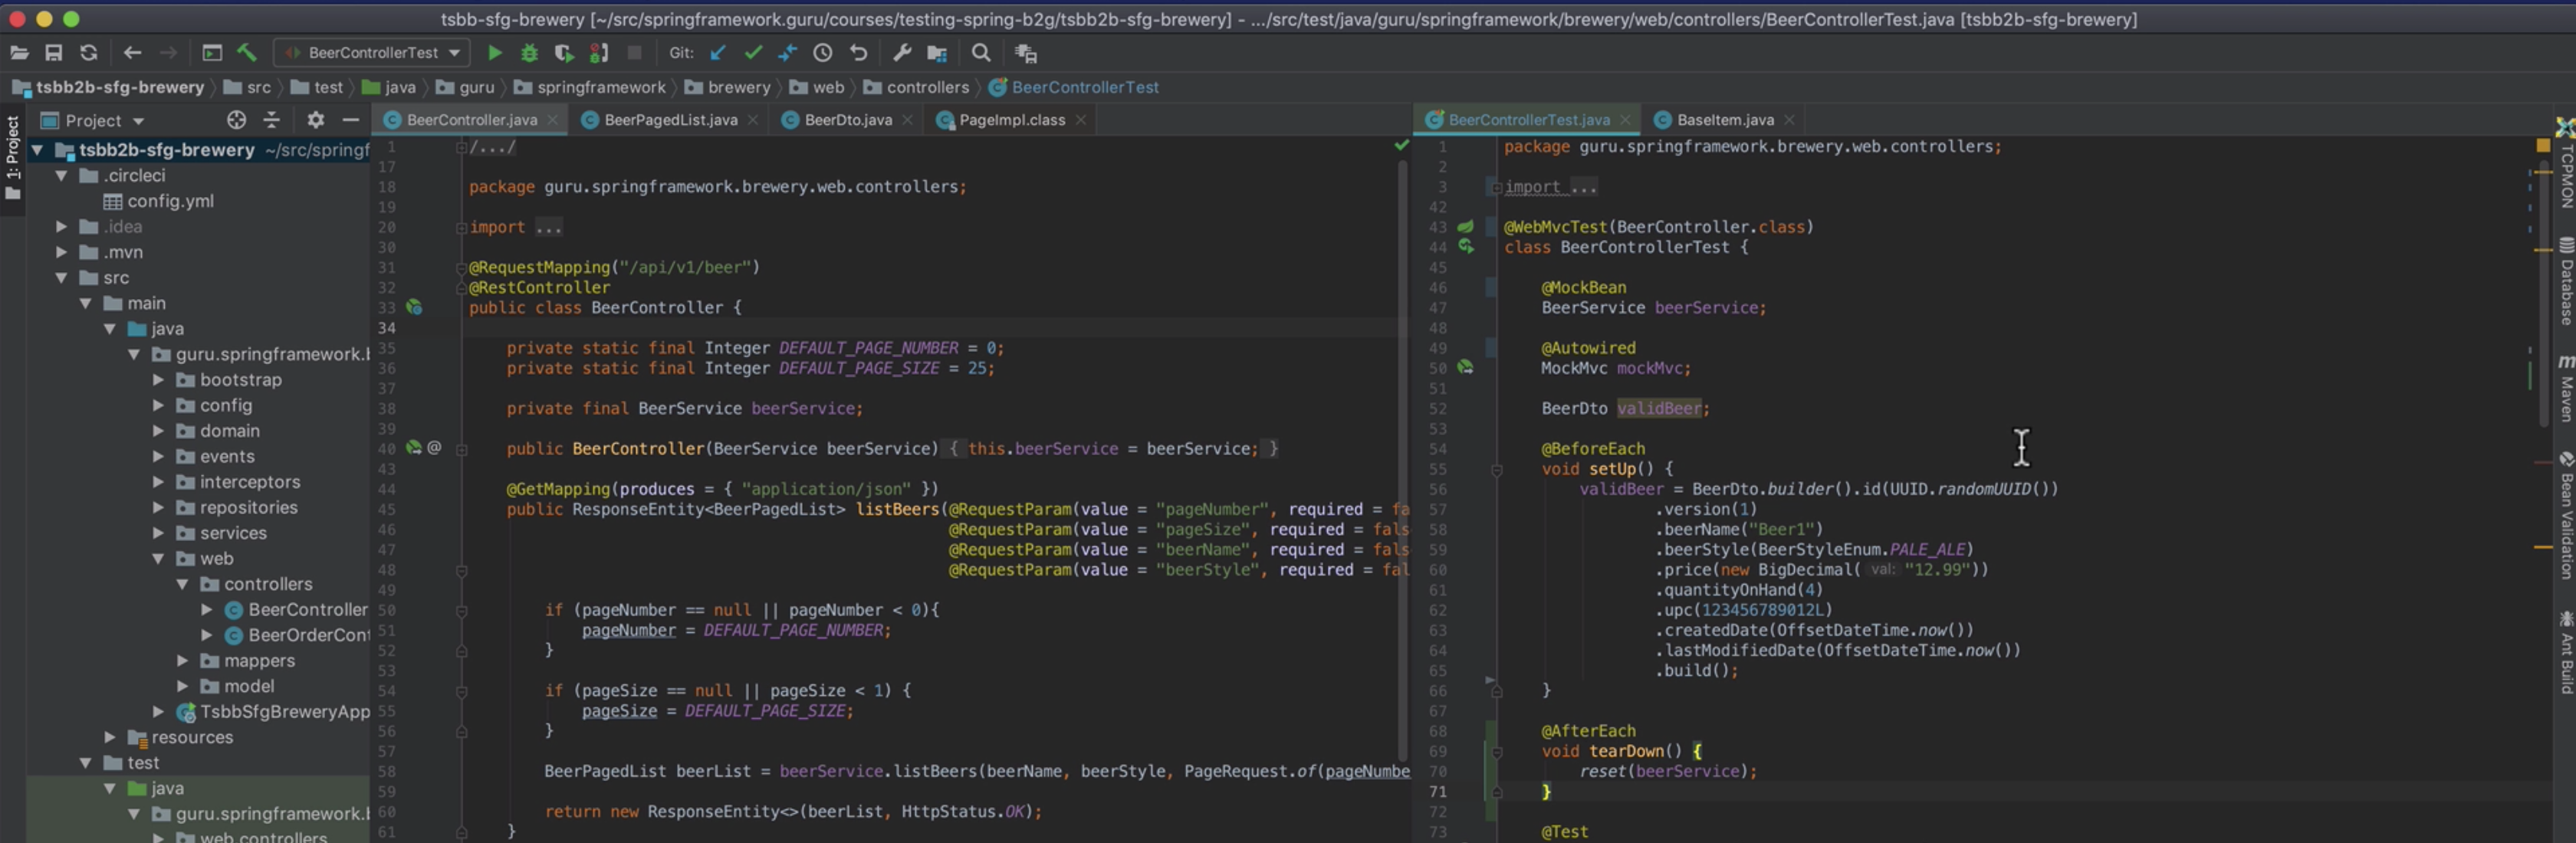 tsbb-sfg-brewery [~/src/springframework.guru/courses/testing-spring-b2g/tsbb2b-sfg-brewery] - .../src/test/java/guru/springframework/brewery/web/controllers/BeerControllerTest.java [tsbb2b-sfg-brewery]
BeerControllerTest Git:
tsbb2b-sfg-brewery src test java guru springframework brewery web controllers BeerControllerTest
1: Project
Project
tsbb2b-sfg-brewery ~/src/springf
.circleci
config.yml
.idea
.mvn
src
main
java
guru.springframework.b
bootstrap
config
domain
events
interceptors
repositories
services
web
controllers
BeerController
BeerOrderCont
mappers
model
TsbbSfgBreweryApp
resources
test
java
guru.springframework.b
web.controllers
BeerController.java BeerPagedList.java BeerDto.java PageImpl.class
1 /.../
17
18 package guru.springframework.brewery.web.controllers;
19
20 import ...
30
31 @RequestMapping("/api/v1/beer")
32 @RestController
33 public class BeerController {
34
35 private static final Integer DEFAULT_PAGE_NUMBER = 0;
36 private static final Integer DEFAULT_PAGE_SIZE = 25;
37
38 private final BeerService beerService;
39
40 @ public BeerController(BeerService beerService) { this.beerService = beerService; }
43
44 @GetMapping(produces = { "application/json" })
45 public ResponseEntity<BeerPagedList> listBeers(@RequestParam(value = "pageNumber", required = fa
46 @RequestParam(value = "pageSize", required = fals
47 @RequestParam(value = "beerName", required = fals
48 @RequestParam(value = "beerStyle", required = fal
49
50 if (pageNumber == null || pageNumber < 0){
51 pageNumber = DEFAULT_PAGE_NUMBER;
52 }
53
54 if (pageSize == null || pageSize < 1) {
55 pageSize = DEFAULT_PAGE_SIZE;
56 }
57
58 BeerPagedList beerList = beerService.listBeers(beerName, beerStyle, PageRequest.of(pageNumbe
59
60 return new ResponseEntity<>(beerList, HttpStatus.OK);
61 }
BeerControllerTest.java BaseItem.java
1 package guru.springframework.brewery.web.controllers;
2
3 import ...
42
43 @WebMvcTest(BeerController.class)
44 class BeerControllerTest {
45
46 @MockBean
47 BeerService beerService;
48
49 @Autowired
50 MockMvc mockMvc;
51
52 BeerDto validBeer;
53
54 @BeforeEach
55 void setUp() {
56 validBeer = BeerDto.builder().id(UUID.randomUUID())
57 .version(1)
58 .beerName("Beer1")
59 .beerStyle(BeerStyleEnum.PALE_ALE)
60 .price(new BigDecimal( val: "12.99"))
61 .quantityOnHand(4)
62 .upc(123456789012L)
63 .createdDate(OffsetDateTime.now())
64 .lastModifiedDate(OffsetDateTime.now())
65 .build();
66 }
67
68 @AfterEach
69 void tearDown() {
70 reset(beerService);
71 }
72
73 @Test
TCPMON
Database
m Maven
Bean Validation
Ant Build